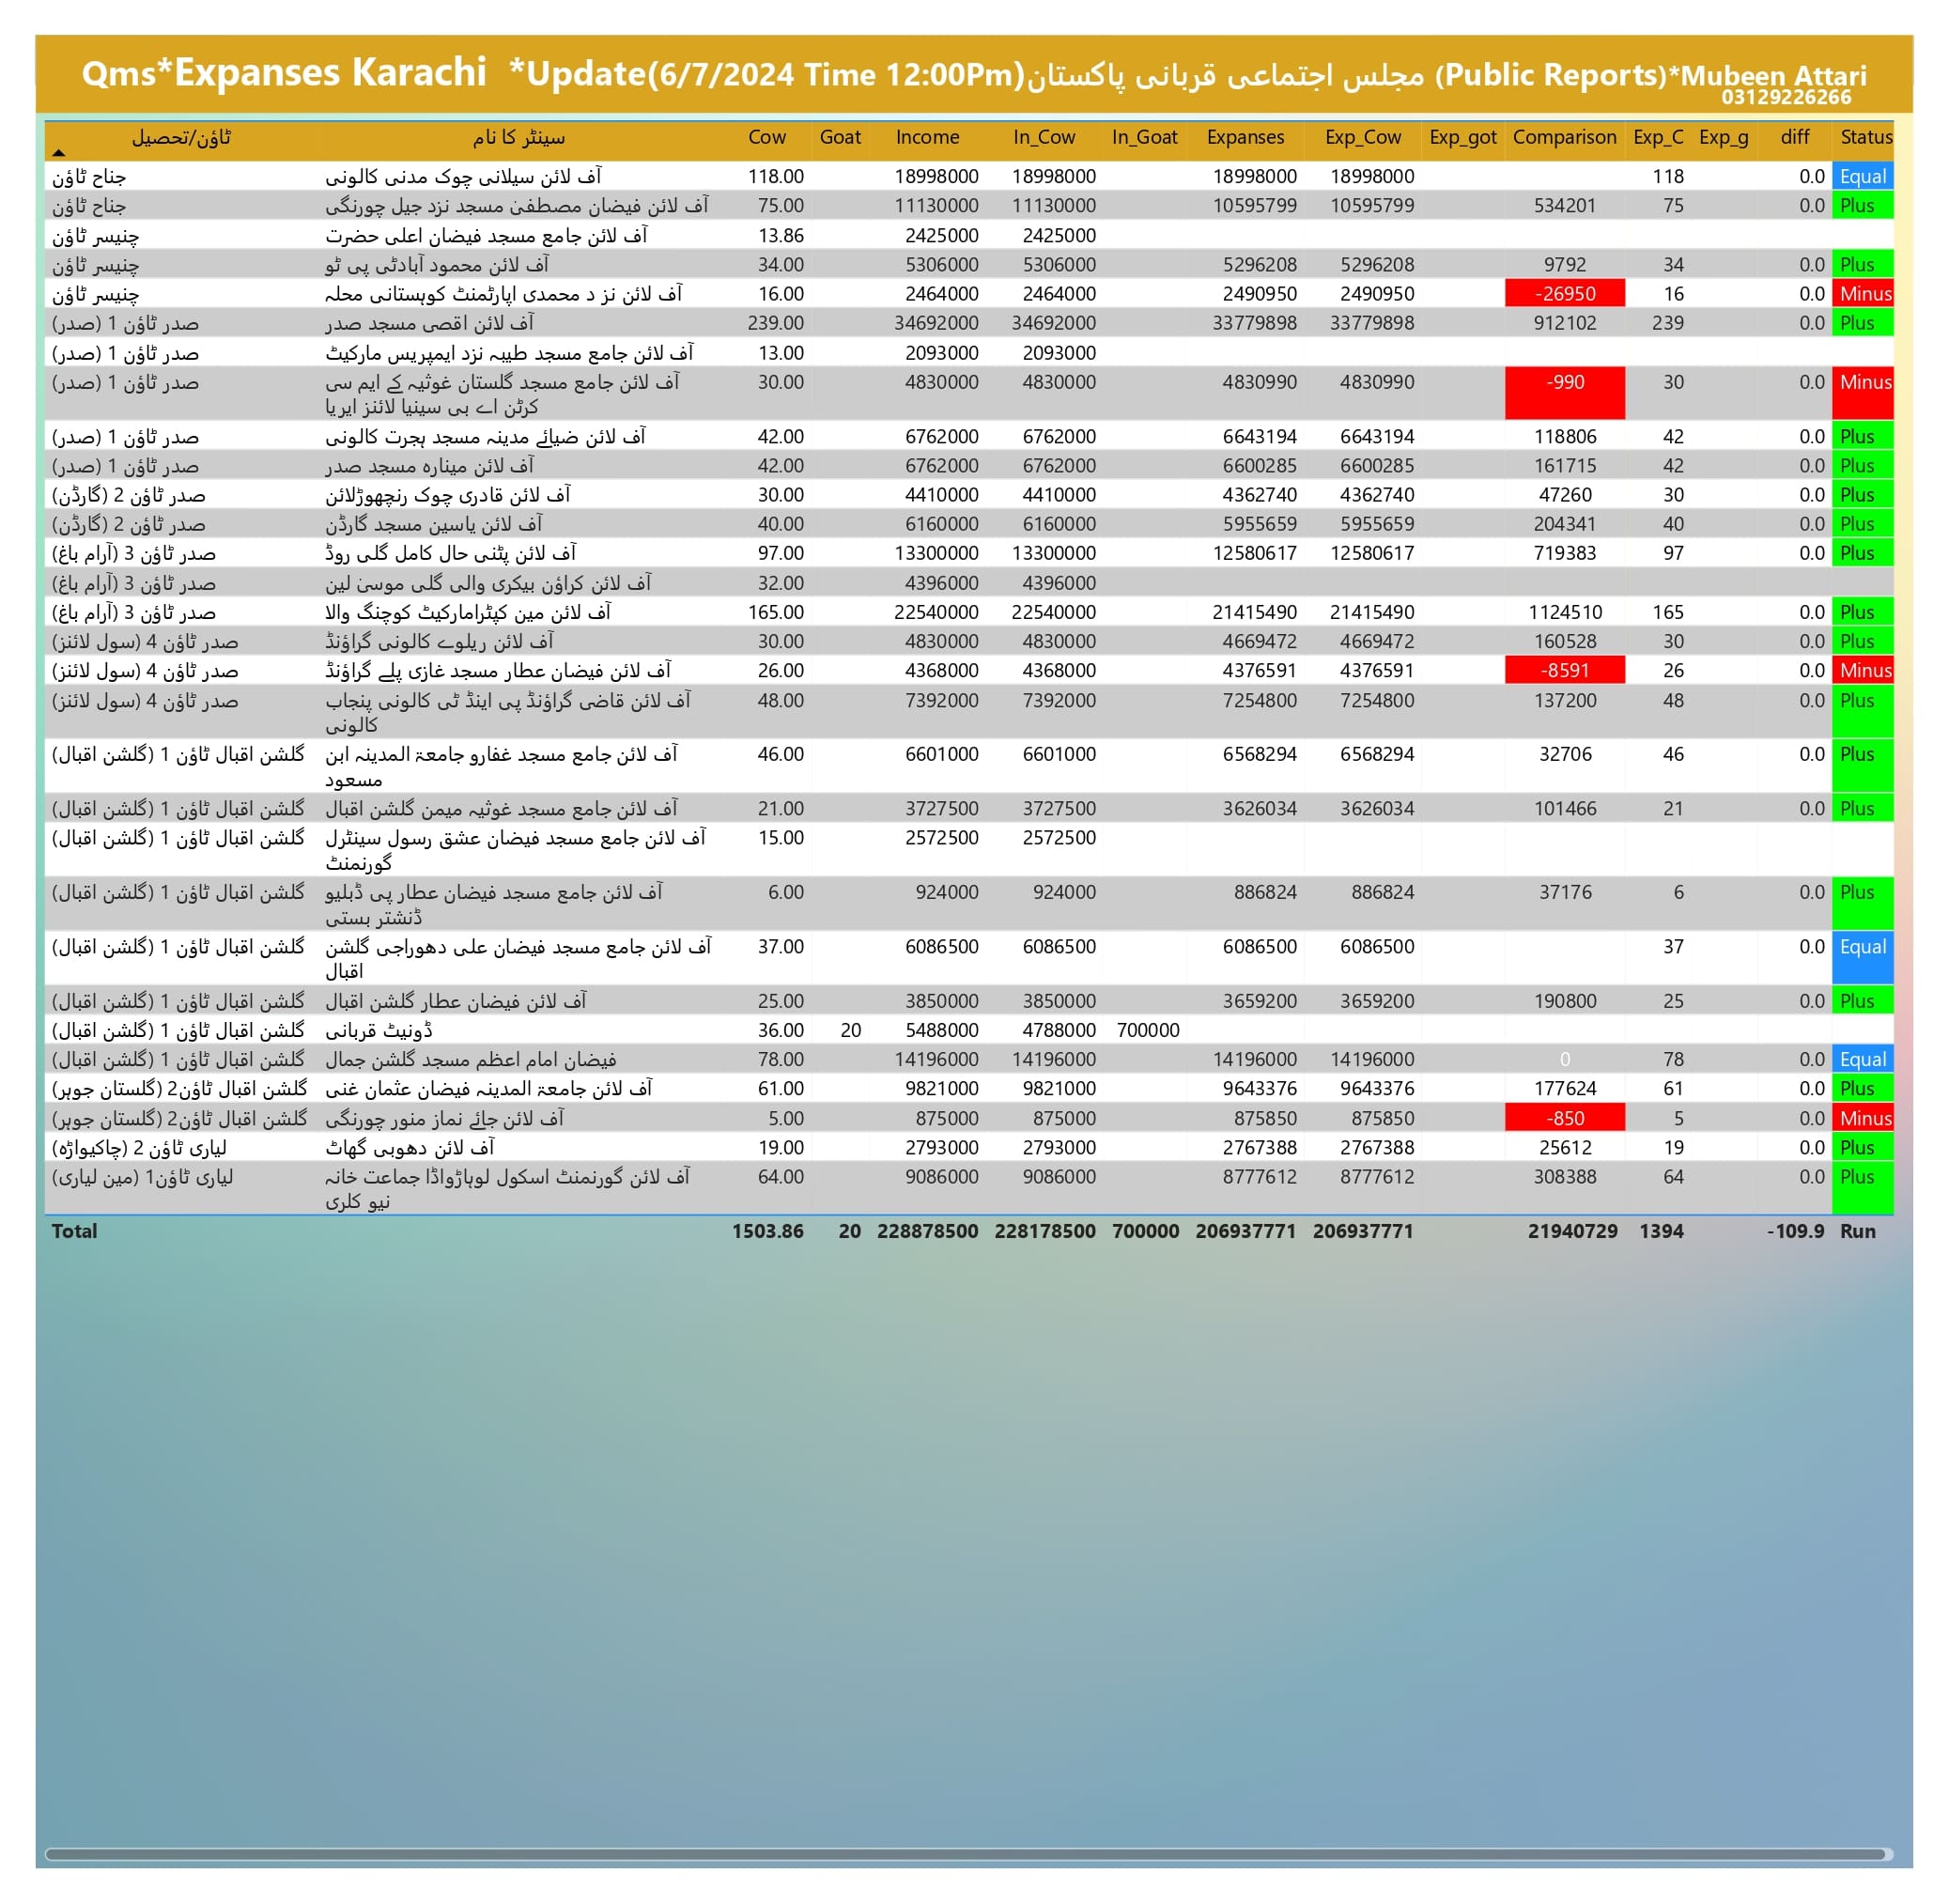 Qms*Expanses Karachi *Update(6/7/2024 Time 12:00Pm)مجلس اجتماعی قربانی پاکستان (Public Reports)*Mubeen Attari
03129226266
ٹاؤن/تحصیل سینٹر کا نام Cow Goat Income In_Cow In_Goat Expanses Exp_Cow Exp_got Comparison Exp_C Exp_g diff Status
جناح ٹاؤن آف لائن سیلانی چوک مدنی کالونی 118.00 18998000 18998000 18998000 18998000 118 0.0 Equal
جناح ٹاؤن آف لائن فیضان مصطفیٰ مسجد نزد جیل چورنگی 75.00 11130000 11130000 10595799 10595799 534201 75 0.0 Plus
چنیسر ٹاؤن آف لائن جامع مسجد فیضان اعلی حضرت 13.86 2425000 2425000
چنیسر ٹاؤن آف لائن محمود آبادٹی پی ٹو 34.00 5306000 5306000 5296208 5296208 9792 34 0.0 Plus
چنیسر ٹاؤن آف لائن نز د محمدی اپارٹمنٹ کوہستانی محلہ 16.00 2464000 2464000 2490950 2490950 -26950 16 0.0 Minus
صدر ٹاؤن 1 (صدر) آف لائن اقصی مسجد صدر 239.00 34692000 34692000 33779898 33779898 912102 239 0.0 Plus
صدر ٹاؤن 1 (صدر) آف لائن جامع مسجد طیبہ نزد ایمپریس مارکیٹ 13.00 2093000 2093000
صدر ٹاؤن 1 (صدر) آف لائن جامع مسجد گلستان غوثیہ کے ایم سی 30.00 4830000 4830000 4830990 4830990 -990 30 0.0 Minus
کرٹن اے بی سینیا لائنز ایریا
صدر ٹاؤن 1 (صدر) آف لائن ضیائے مدینہ مسجد ہجرت کالونی 42.00 6762000 6762000 6643194 6643194 118806 42 0.0 Plus
صدر ٹاؤن 1 (صدر) آف لائن مینارہ مسجد صدر 42.00 6762000 6762000 6600285 6600285 161715 42 0.0 Plus
صدر ٹاؤن 2 (گارڈن) آف لائن قادری چوک رنچھوڑلائن 30.00 4410000 4410000 4362740 4362740 47260 30 0.0 Plus
صدر ٹاؤن 2 (گارڈن) آف لائن یاسین مسجد گارڈن 40.00 6160000 6160000 5955659 5955659 204341 40 0.0 Plus
صدر ٹاؤن 3 (آرام باغ) آف لائن پٹنی حال کامل گلی روڈ 97.00 13300000 13300000 12580617 12580617 719383 97 0.0 Plus
صدر ٹاؤن 3 (آرام باغ) آف لائن کراؤن بیکری والی گلی موسیٰ لین 32.00 4396000 4396000
صدر ٹاؤن 3 (آرام باغ) آف لائن مین کپٹرامارکیٹ کوچنگ والا 165.00 22540000 22540000 21415490 21415490 1124510 165 0.0 Plus
صدر ٹاؤن 4 (سول لائنز) آف لائن ریلوے کالونی گراؤنڈ 30.00 4830000 4830000 4669472 4669472 160528 30 0.0 Plus
صدر ٹاؤن 4 (سول لائنز) آف لائن فیضان عطار مسجد غازی پلے گراؤنڈ 26.00 4368000 4368000 4376591 4376591 -8591 26 0.0 Minus
صدر ٹاؤن 4 (سول لائنز) آف لائن قاضی گراؤنڈ پی اینڈ ٹی کالونی پنجاب 48.00 7392000 7392000 7254800 7254800 137200 48 0.0 Plus
کالونی
گلشن اقبال ٹاؤن 1 (گلشن اقبال) آف لائن جامع مسجد غفارو جامعۃ المدینہ ابن 46.00 6601000 6601000 6568294 6568294 32706 46 0.0 Plus
مسعود
گلشن اقبال ٹاؤن 1 (گلشن اقبال) آف لائن جامع مسجد غوثیہ میمن گلشن اقبال 21.00 3727500 3727500 3626034 3626034 101466 21 0.0 Plus
گلشن اقبال ٹاؤن 1 (گلشن اقبال) آف لائن جامع مسجد فیضان عشق رسول سینٹرل 15.00 2572500 2572500
گورنمنٹ
گلشن اقبال ٹاؤن 1 (گلشن اقبال) آف لائن جامع مسجد فیضان عطار پی ڈبلیو 6.00 924000 924000 886824 886824 37176 6 0.0 Plus
ڈنشتر بستی
گلشن اقبال ٹاؤن 1 (گلشن اقبال) آف لائن جامع مسجد فیضان علی دھوراجی گلشن 37.00 6086500 6086500 6086500 6086500 37 0.0 Equal
اقبال
گلشن اقبال ٹاؤن 1 (گلشن اقبال) آف لائن فیضان عطار گلشن اقبال 25.00 3850000 3850000 3659200 3659200 190800 25 0.0 Plus
گلشن اقبال ٹاؤن 1 (گلشن اقبال) ڈونیٹ قربانی 36.00 20 5488000 4788000 700000
گلشن اقبال ٹاؤن 1 (گلشن اقبال) فیضان امام اعظم مسجد گلشن جمال 78.00 14196000 14196000 14196000 14196000 0 78 0.0 Equal
گلشن اقبال ٹاؤن2 (گلستان جوہر) آف لائن جامعۃ المدینہ فیضان عثمان غنی 61.00 9821000 9821000 9643376 9643376 177624 61 0.0 Plus
گلشن اقبال ٹاؤن2 (گلستان جوہر) آف لائن جائے نماز منور چورنگی 5.00 875000 875000 875850 875850 -850 5 0.0 Minus
لیاری ٹاؤن 2 (چاکیواڑہ) آف لائن دھوبی گھاٹ 19.00 2793000 2793000 2767388 2767388 25612 19 0.0 Plus
لیاری ٹاؤن1 (مین لیاری) آف لائن گورنمنٹ اسکول لوہاڑواڈا جماعت خانہ 64.00 9086000 9086000 8777612 8777612 308388 64 0.0 Plus
نیو کلری
Total 1503.86 20 228878500 228178500 700000 206937771 206937771 21940729 1394 -109.9 Run